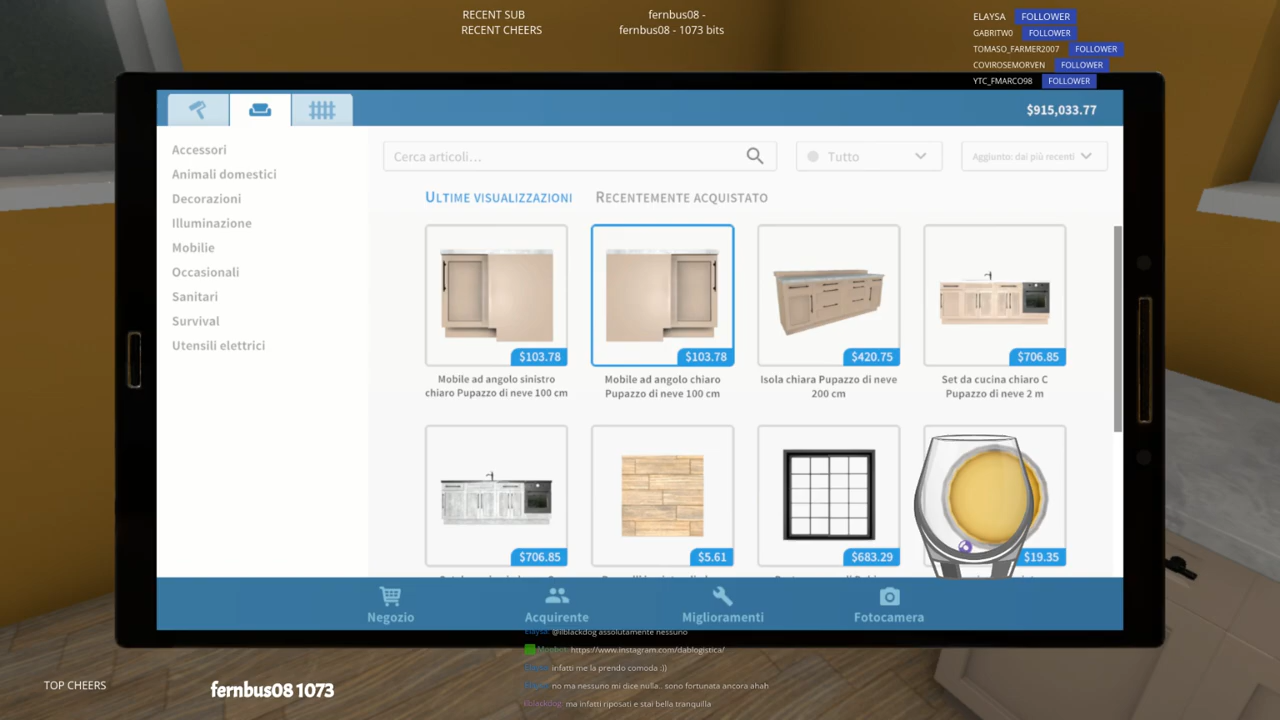 RECENT SUB
fernbus08 -
RECENT CHEERS
fernbus08 - 1073 bits
ELAYSA FOLLOWER
GABRITW0 FOLLOWER
TOMASO_FARMER2007 FOLLOWER
COVIROSEMORVEN FOLLOWER
YTC_FMARCO98 FOLLOWER
$915,033.77
Accessori
Animali domestici
Decorazioni
Illuminazione
Mobilie
Occasionali
Sanitari
Survival
Utensili elettrici
Cerca articoli...
Tutto
Aggiunto: dai più recenti
ULTIME VISUALIZZAZIONI
RECENTEMENTE ACQUISTATO
$103.78
Mobile ad angolo sinistro
chiaro Pupazzo di neve 100 cm
$103.78
Mobile ad angolo chiaro
Pupazzo di neve 100 cm
$420.75
Isola chiara Pupazzo di neve
200 cm
$706.85
Set da cucina chiaro C
Pupazzo di neve 2 m
$706.85
$5.61
$683.29
$19.35
Negozio
Acquirente
Miglioramenti
Fotocamera
@ilblackdog assolutamente nessuno
https://www.instagram.com/dablogistica/
infatti me la prendo comoda :))
no ma nessuno mi dice nulla.. sono fortunata ancora ahah
ma infatti riposati e stai bella tranquilla
TOP CHEERS
fernbus08 1073